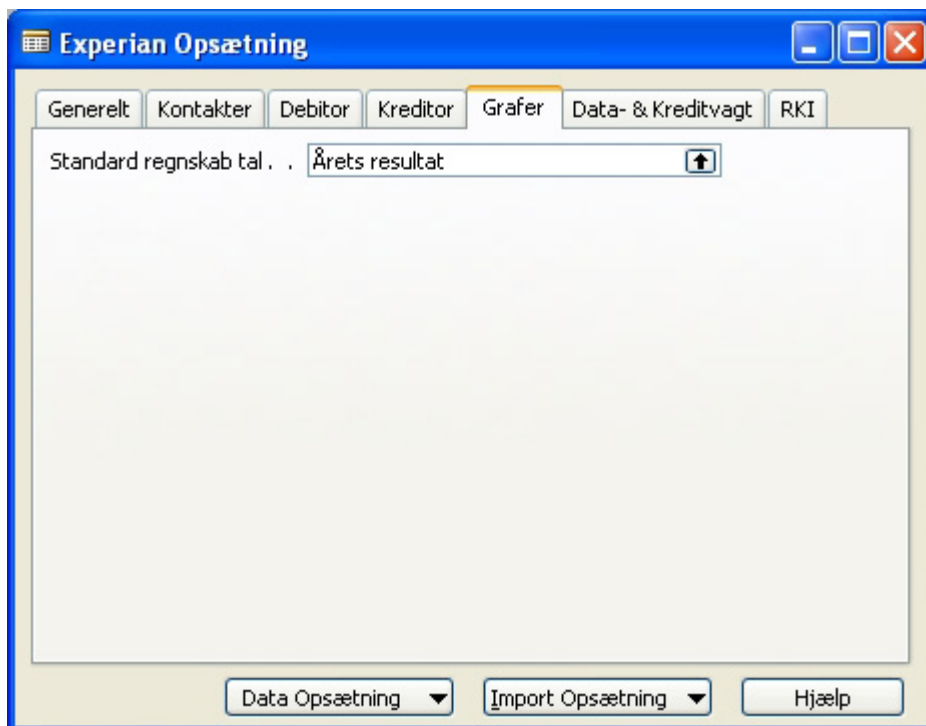 Experian Opsætning
Generelt Kontakter Debitor Kreditor Grafer Data- & Kreditvagt RKI
Standard regnskab tal . . Årets resultat
Data Opsætning Import Opsætning Hjælp